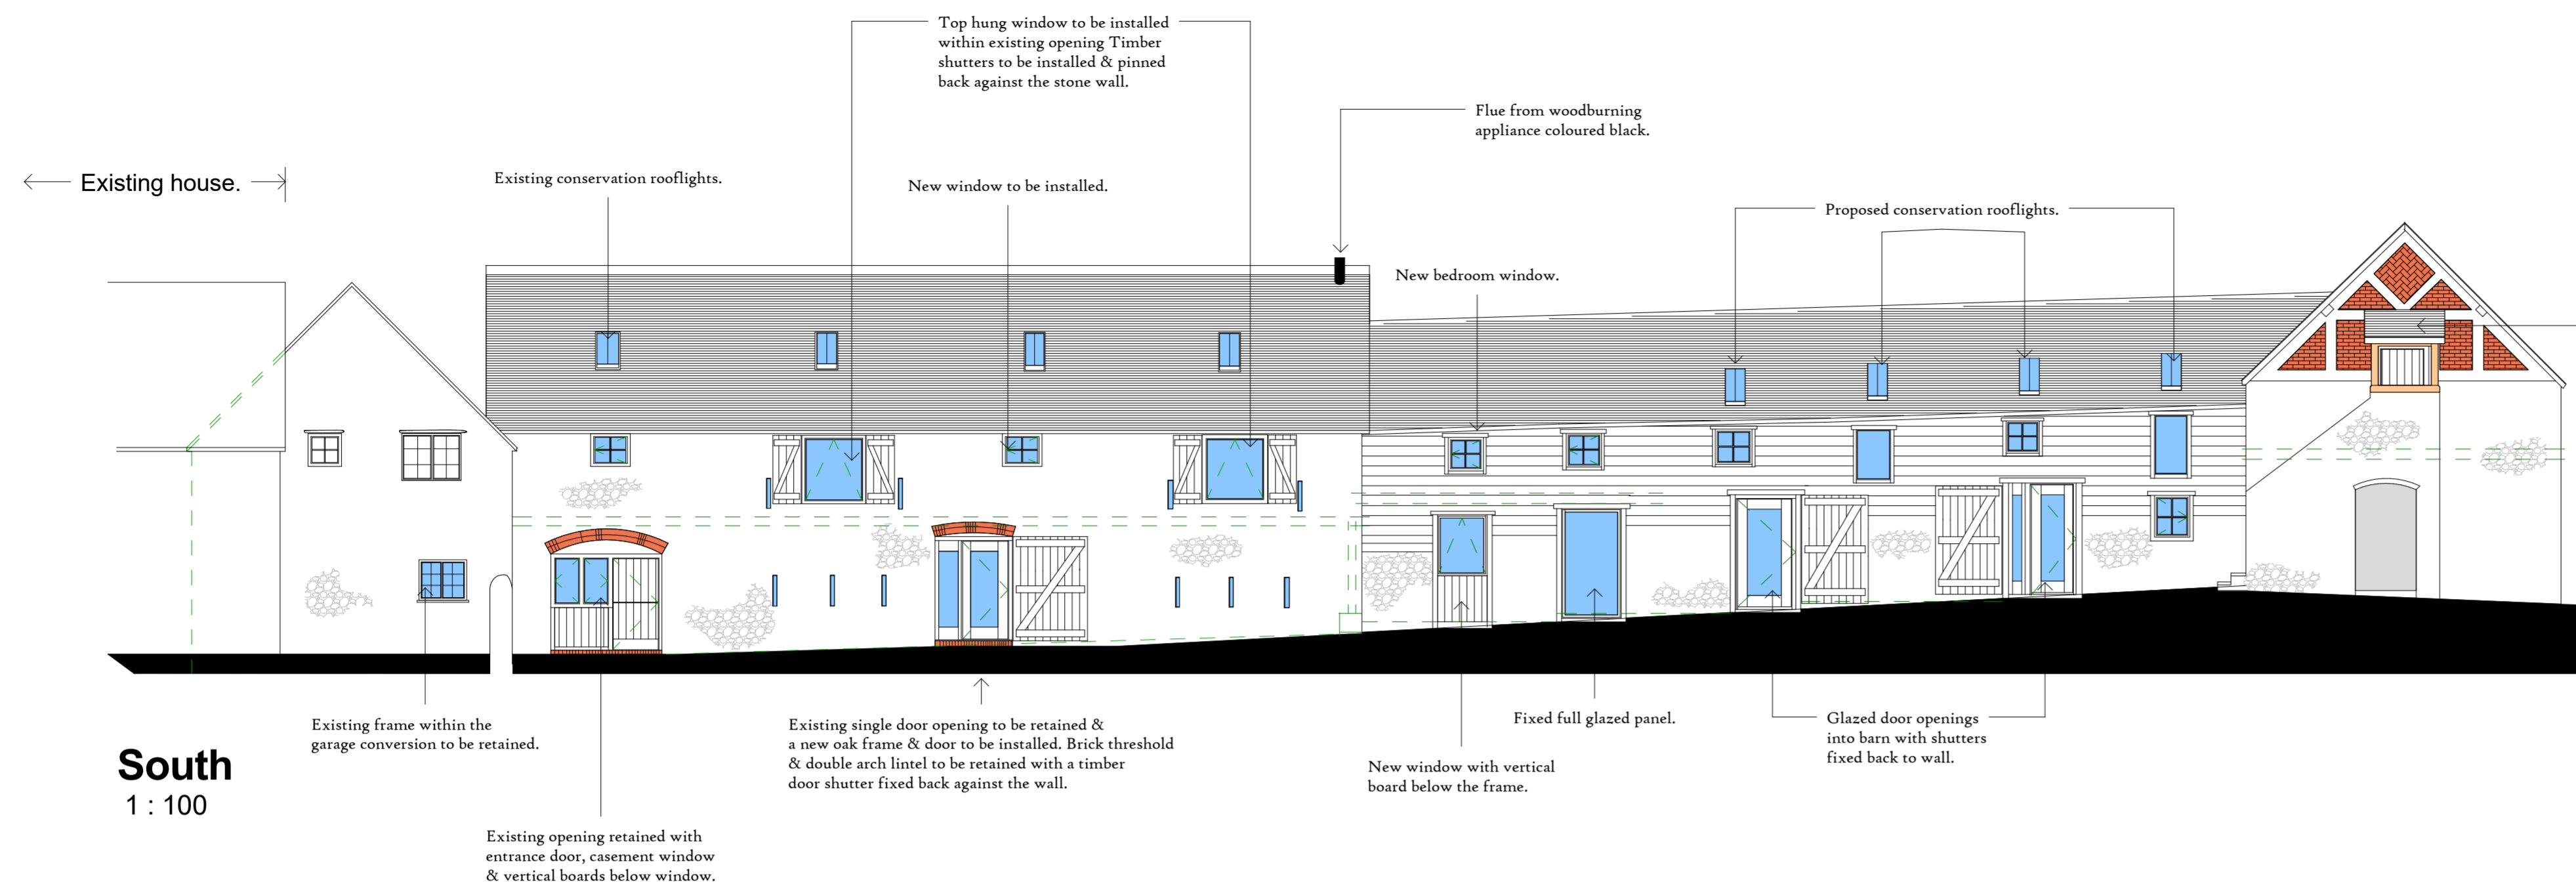 Top hung window to be installed
within existing opening Timber
shutters to be installed & pinned
back against the stone wall.
Flue from woodburning
appliance coloured black.
Existing house.
Existing conservation rooflights.
New window to be installed.
Proposed conservation rooflights.
New bedroom window.
Existing frame within the
garage conversion to be retained.
Existing single door opening to be retained &
a new oak frame & door to be installed. Brick threshold
& double arch lintel to be retained with a timber
door shutter fixed back against the wall.
Fixed full glazed panel.
Glazed door openings
into barn with shutters
fixed back to wall.
New window with vertical
board below the frame.
South
1 : 100
Existing opening retained with
entrance door, casement window
& vertical boards below window.